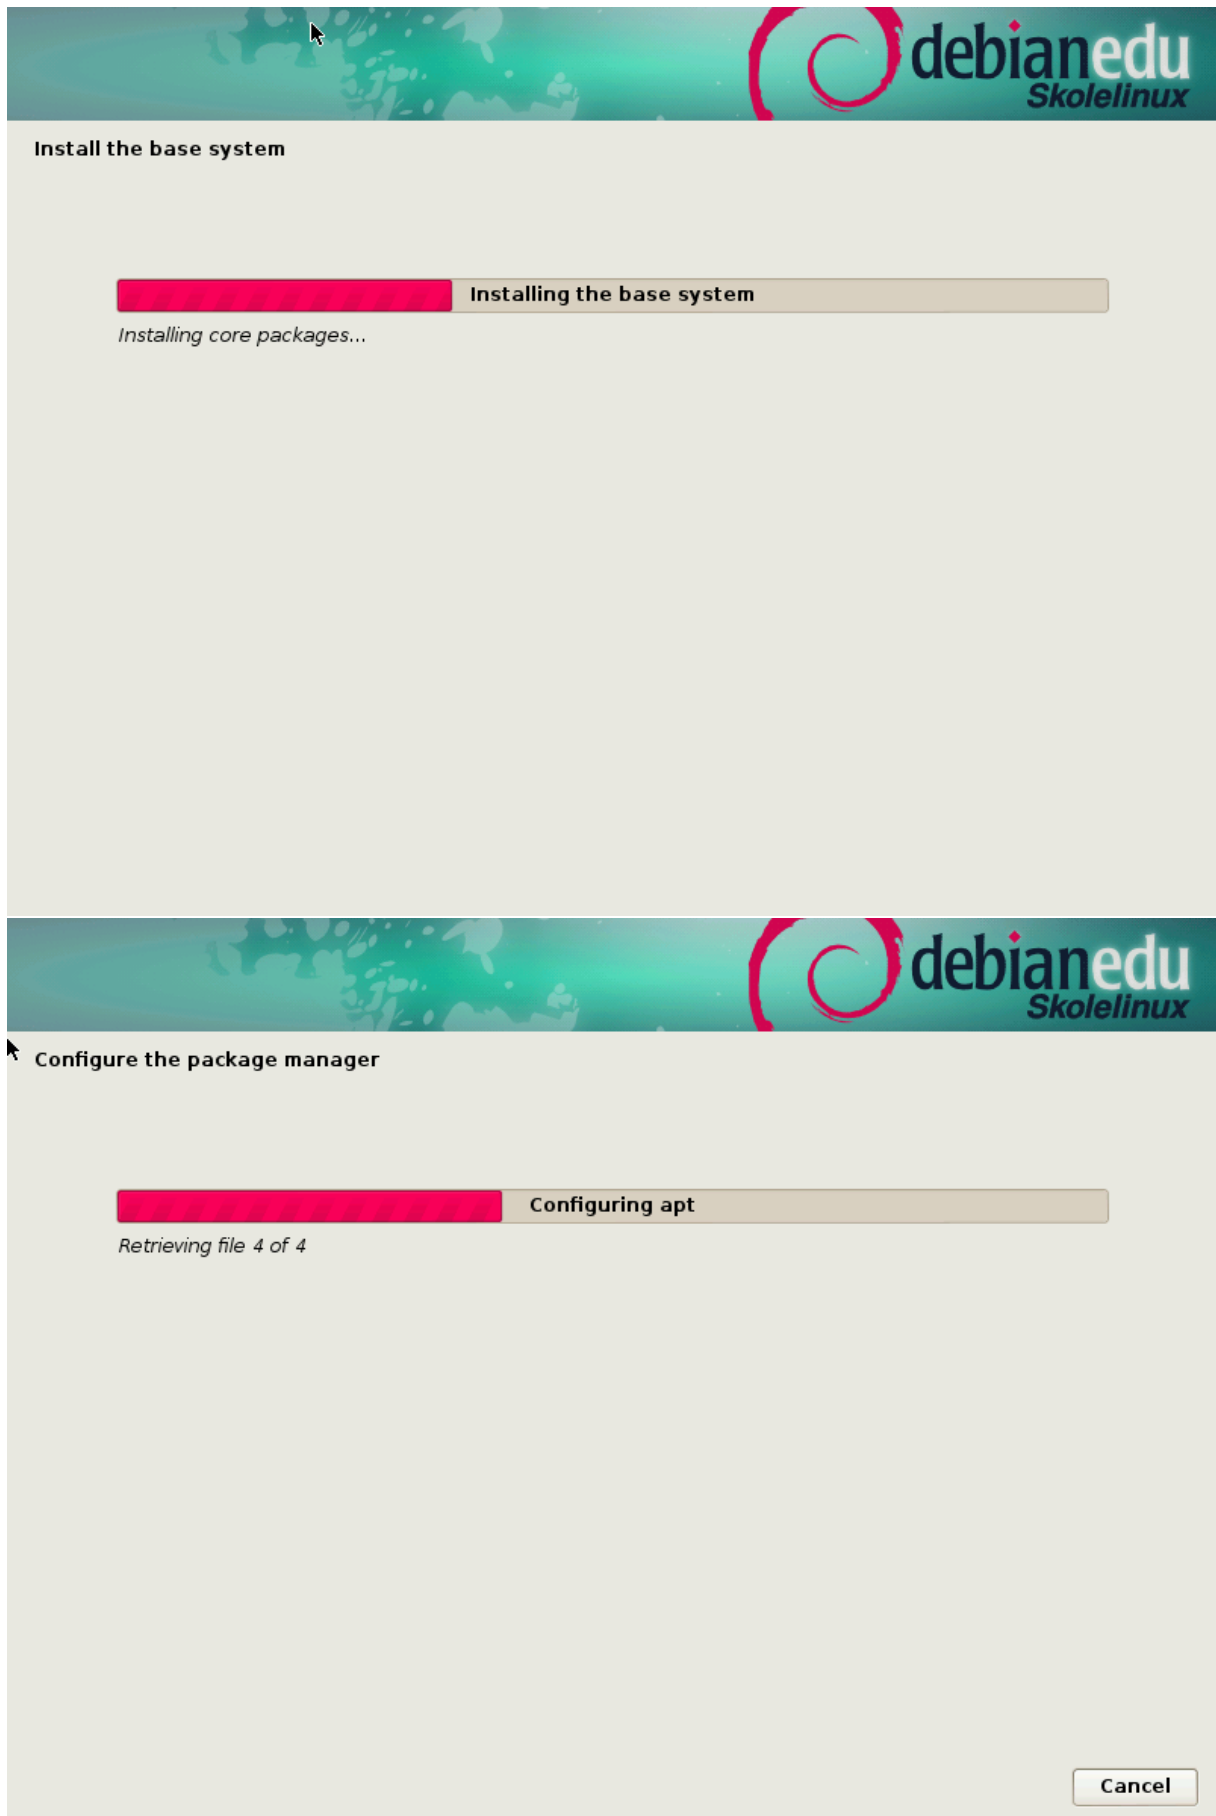 debianedu
Skolelinux
Install the base system
Installing the base system
Installing core packages...
debianedu
Skolelinux
Configure the package manager
Configuring apt
Retrieving file 4 of 4
Cancel